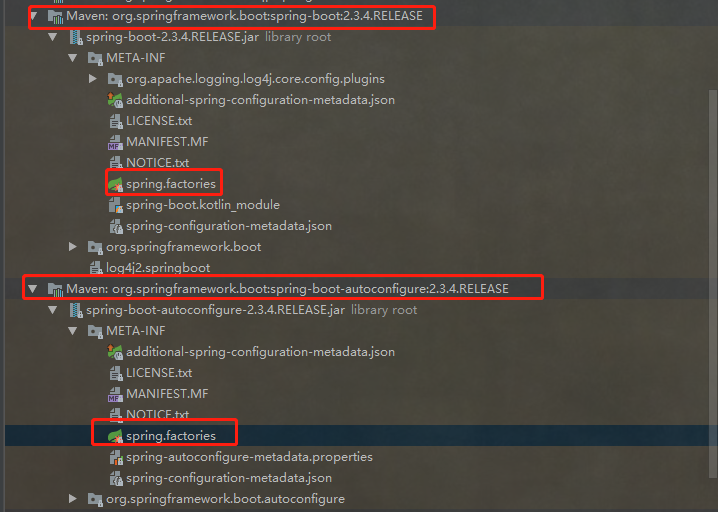 Maven: org.springframework.boot:spring-boot:2.3.4.RELEASE
spring-boot-2.3.4.RELEASE.jar library root
META-INF
org.apache.logging.log4j.core.config.plugins
additional-spring-configuration-metadata.json
LICENSE.txt
MF MANIFEST.MF
NOTICE.txt
spring.factories
spring-boot.kotlin_module
spring-configuration-metadata.json
org.springframework.boot
log4j2.springboot
Maven: org.springframework.boot:spring-boot-autoconfigure:2.3.4.RELEASE
spring-boot-autoconfigure-2.3.4.RELEASE.jar library root
META-INF
additional-spring-configuration-metadata.json
LICENSE.txt
MF MANIFEST.MF
NOTICE.txt
spring.factories
spring-autoconfigure-metadata.properties
spring-configuration-metadata.json
org.springframework.boot.autoconfigure